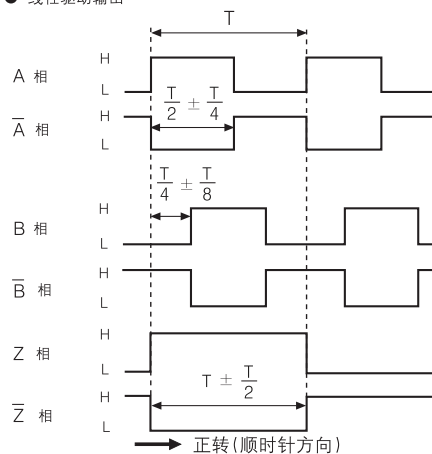 ● 线性驱动输出
T
A 相
H
L
T/2 ± T/4
A̅ 相
H
L
T/4 ± T/8
B 相
H
L
B̅ 相
H
L
Z 相
H
L
T ± T/2
Z̅ 相
H
L
正转(顺时针方向)